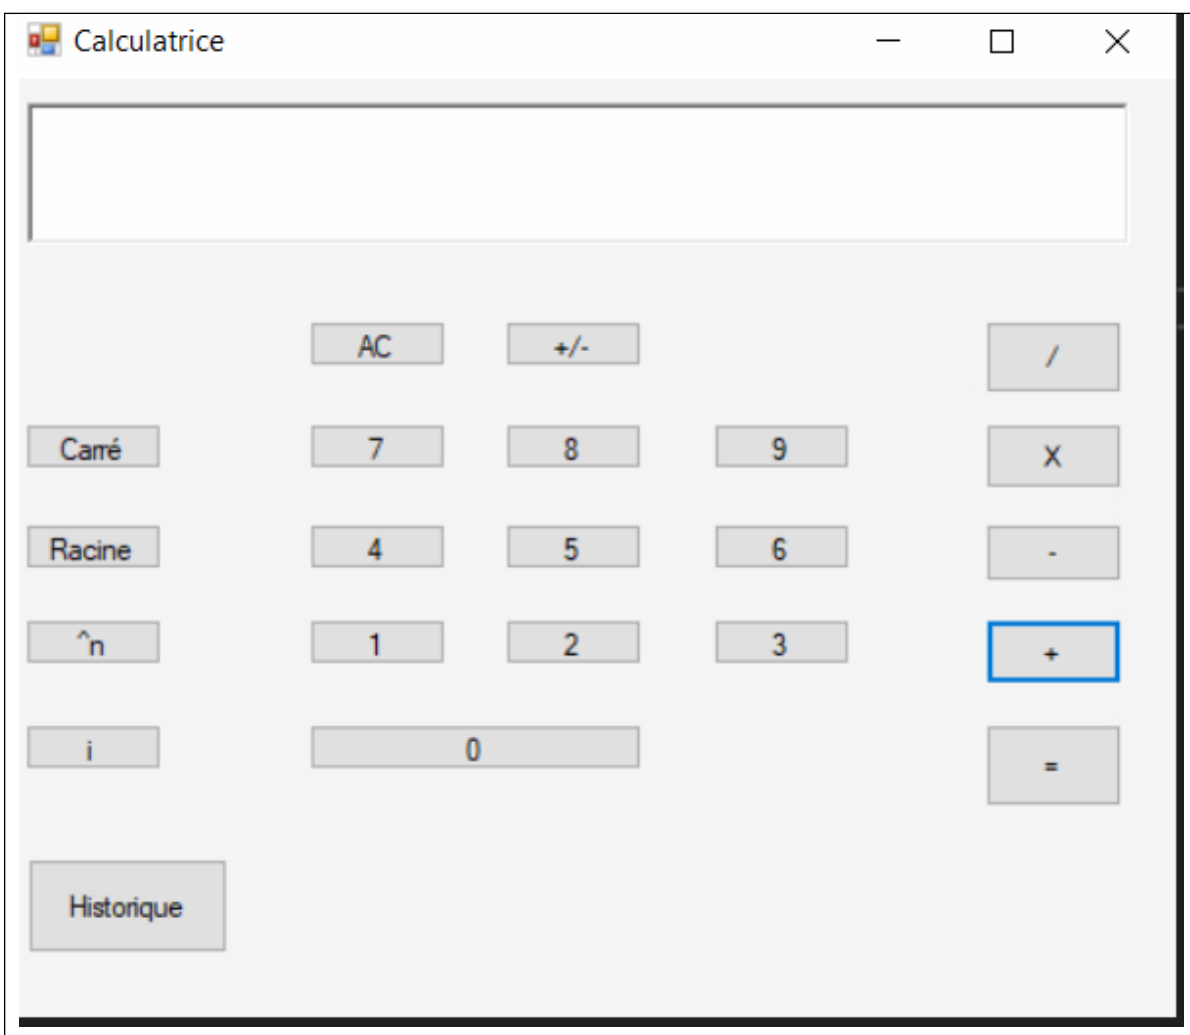 Calculatrice
AC +/- /
Carré 7 8 9 X
Racine 4 5 6 -
^n 1 2 3 +
i 0 =
Historique